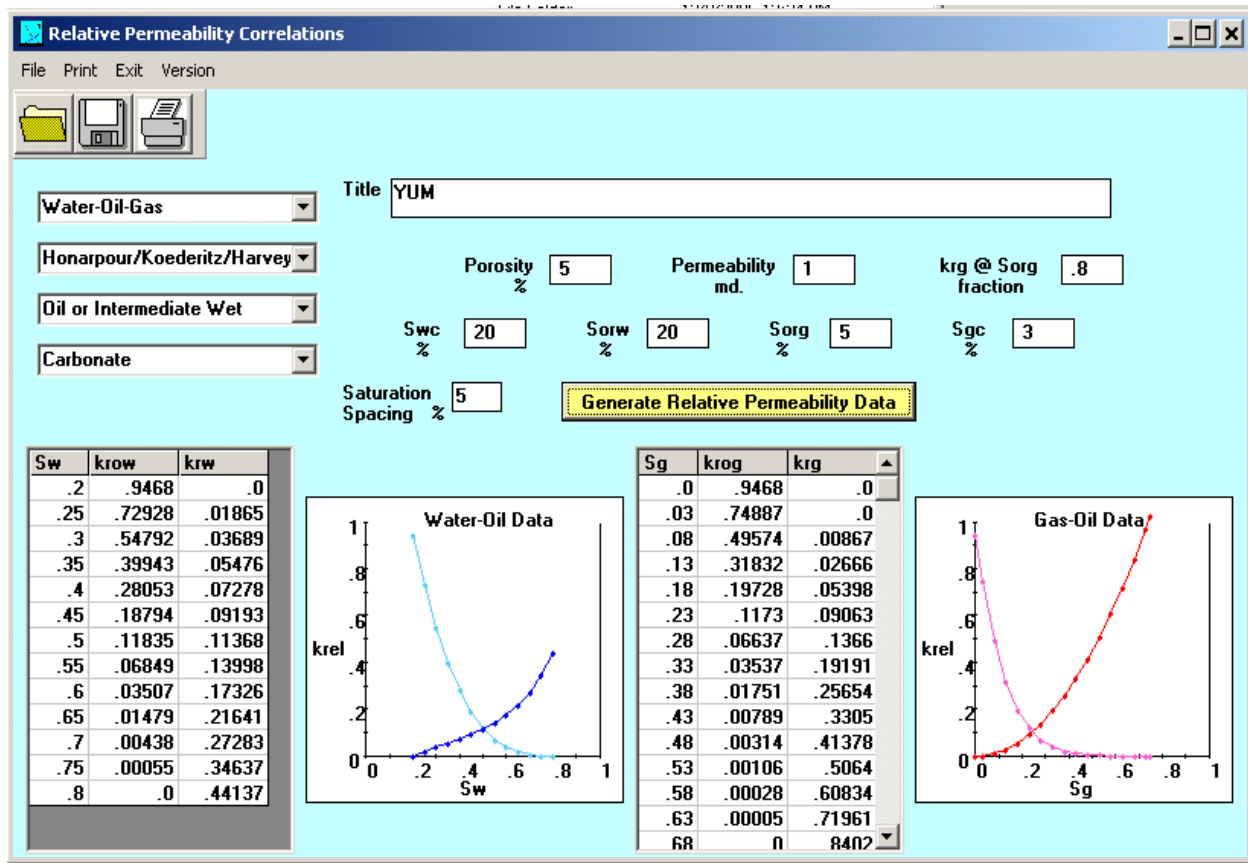 Relative Permeability Correlations
File Print Exit Version
Title YUM
Water-Oil-Gas
Honarpour/Koederitz/Harvey
Oil or Intermediate Wet
Carbonate
Porosity % 5 Permeability md. 1 krg @ Sorg fraction .8
Swc % 20 Sorw % 20 Sorg % 5 Sgc % 3
Saturation Spacing % 5 Generate Relative Permeability Data
Sw krow krw
.2 .9468 .0
.25 .72928 .01865
.3 .54792 .03689
.35 .39943 .05476
.4 .28053 .07278
.45 .18794 .09193
.5 .11835 .11368
.55 .06849 .13998
.6 .03507 .17326
.65 .01479 .21641
.7 .00438 .27283
.75 .00055 .34637
.8 .0 .44137
Water-Oil Data
1
.8
.6
krel
.4
.2
0
0 .2 .4 .6 .8 1
Sw
Sg krog krg
.0 .9468 .0
.03 .74887 .0
.08 .49574 .00867
.13 .31832 .02666
.18 .19728 .05398
.23 .1173 .09063
.28 .06637 .1366
.33 .03537 .19191
.38 .01751 .25654
.43 .00789 .3305
.48 .00314 .41378
.53 .00106 .5064
.58 .00028 .60834
.63 .00005 .71961
.68 .0 .8402
Gas-Oil Data
1
.8
.6
krel
.4
.2
0
0 .2 .4 .6 .8 1
Sg